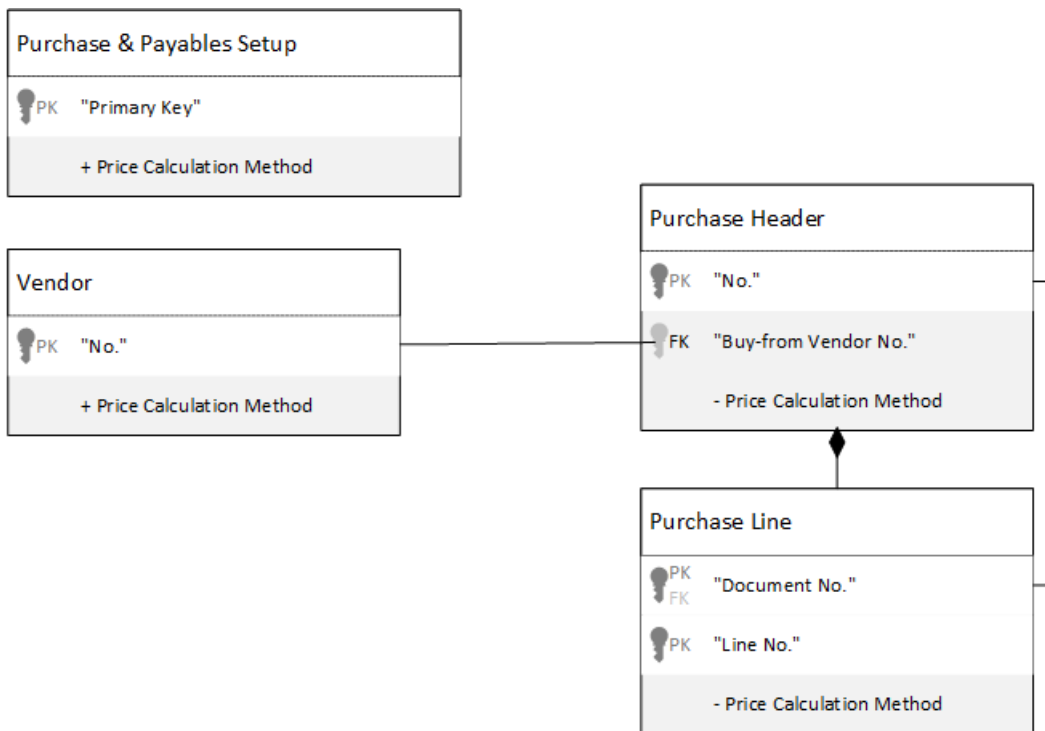 Purchase & Payables Setup
PK "Primary Key"
+ Price Calculation Method
Vendor
PK "No."
+ Price Calculation Method
Purchase Header
PK "No."
FK "Buy-from Vendor No."
- Price Calculation Method
Purchase Line
PK
FK
"Document No."
PK "Line No."
- Price Calculation Method